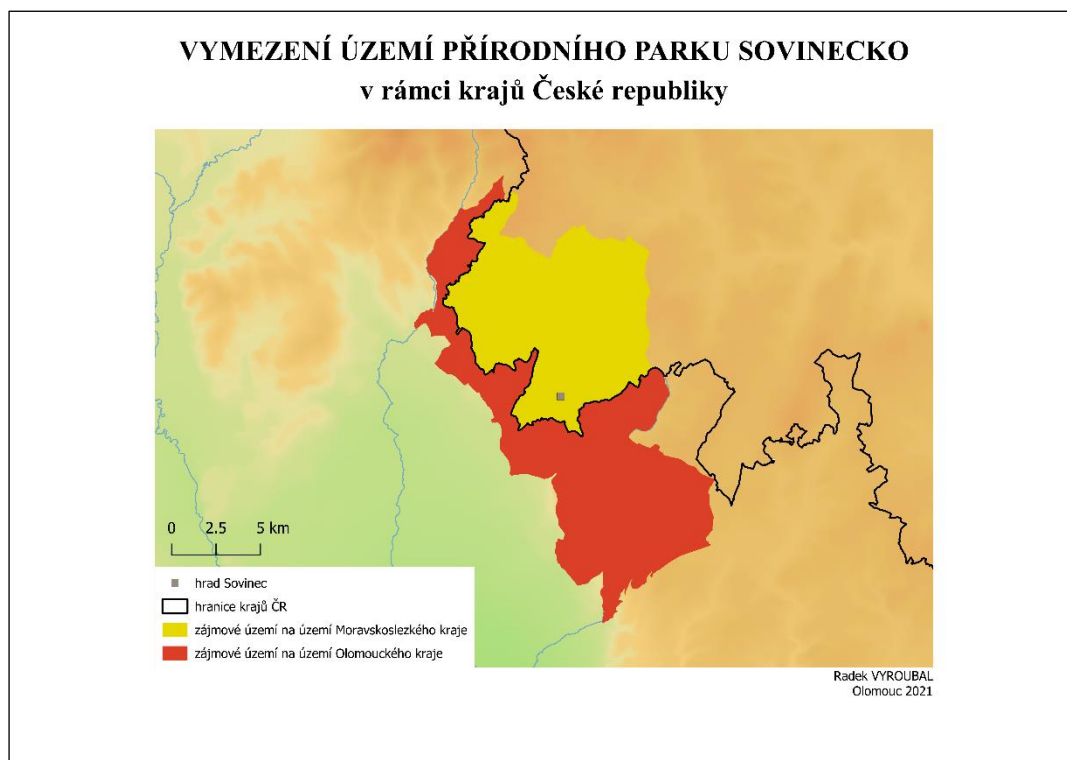 VYMEZENÍ ÚZEMÍ PŘÍRODNÍHO PARKU SOVINECKO
v rámci krajů České republiky
0 2.5 5 km
hrad Sovinec
hranice krajů ČR
zájmové území na území Moravskoslezkého kraje
zájmové území na území Olomouckého kraje
Radek VYROUBAL
Olomouc 2021